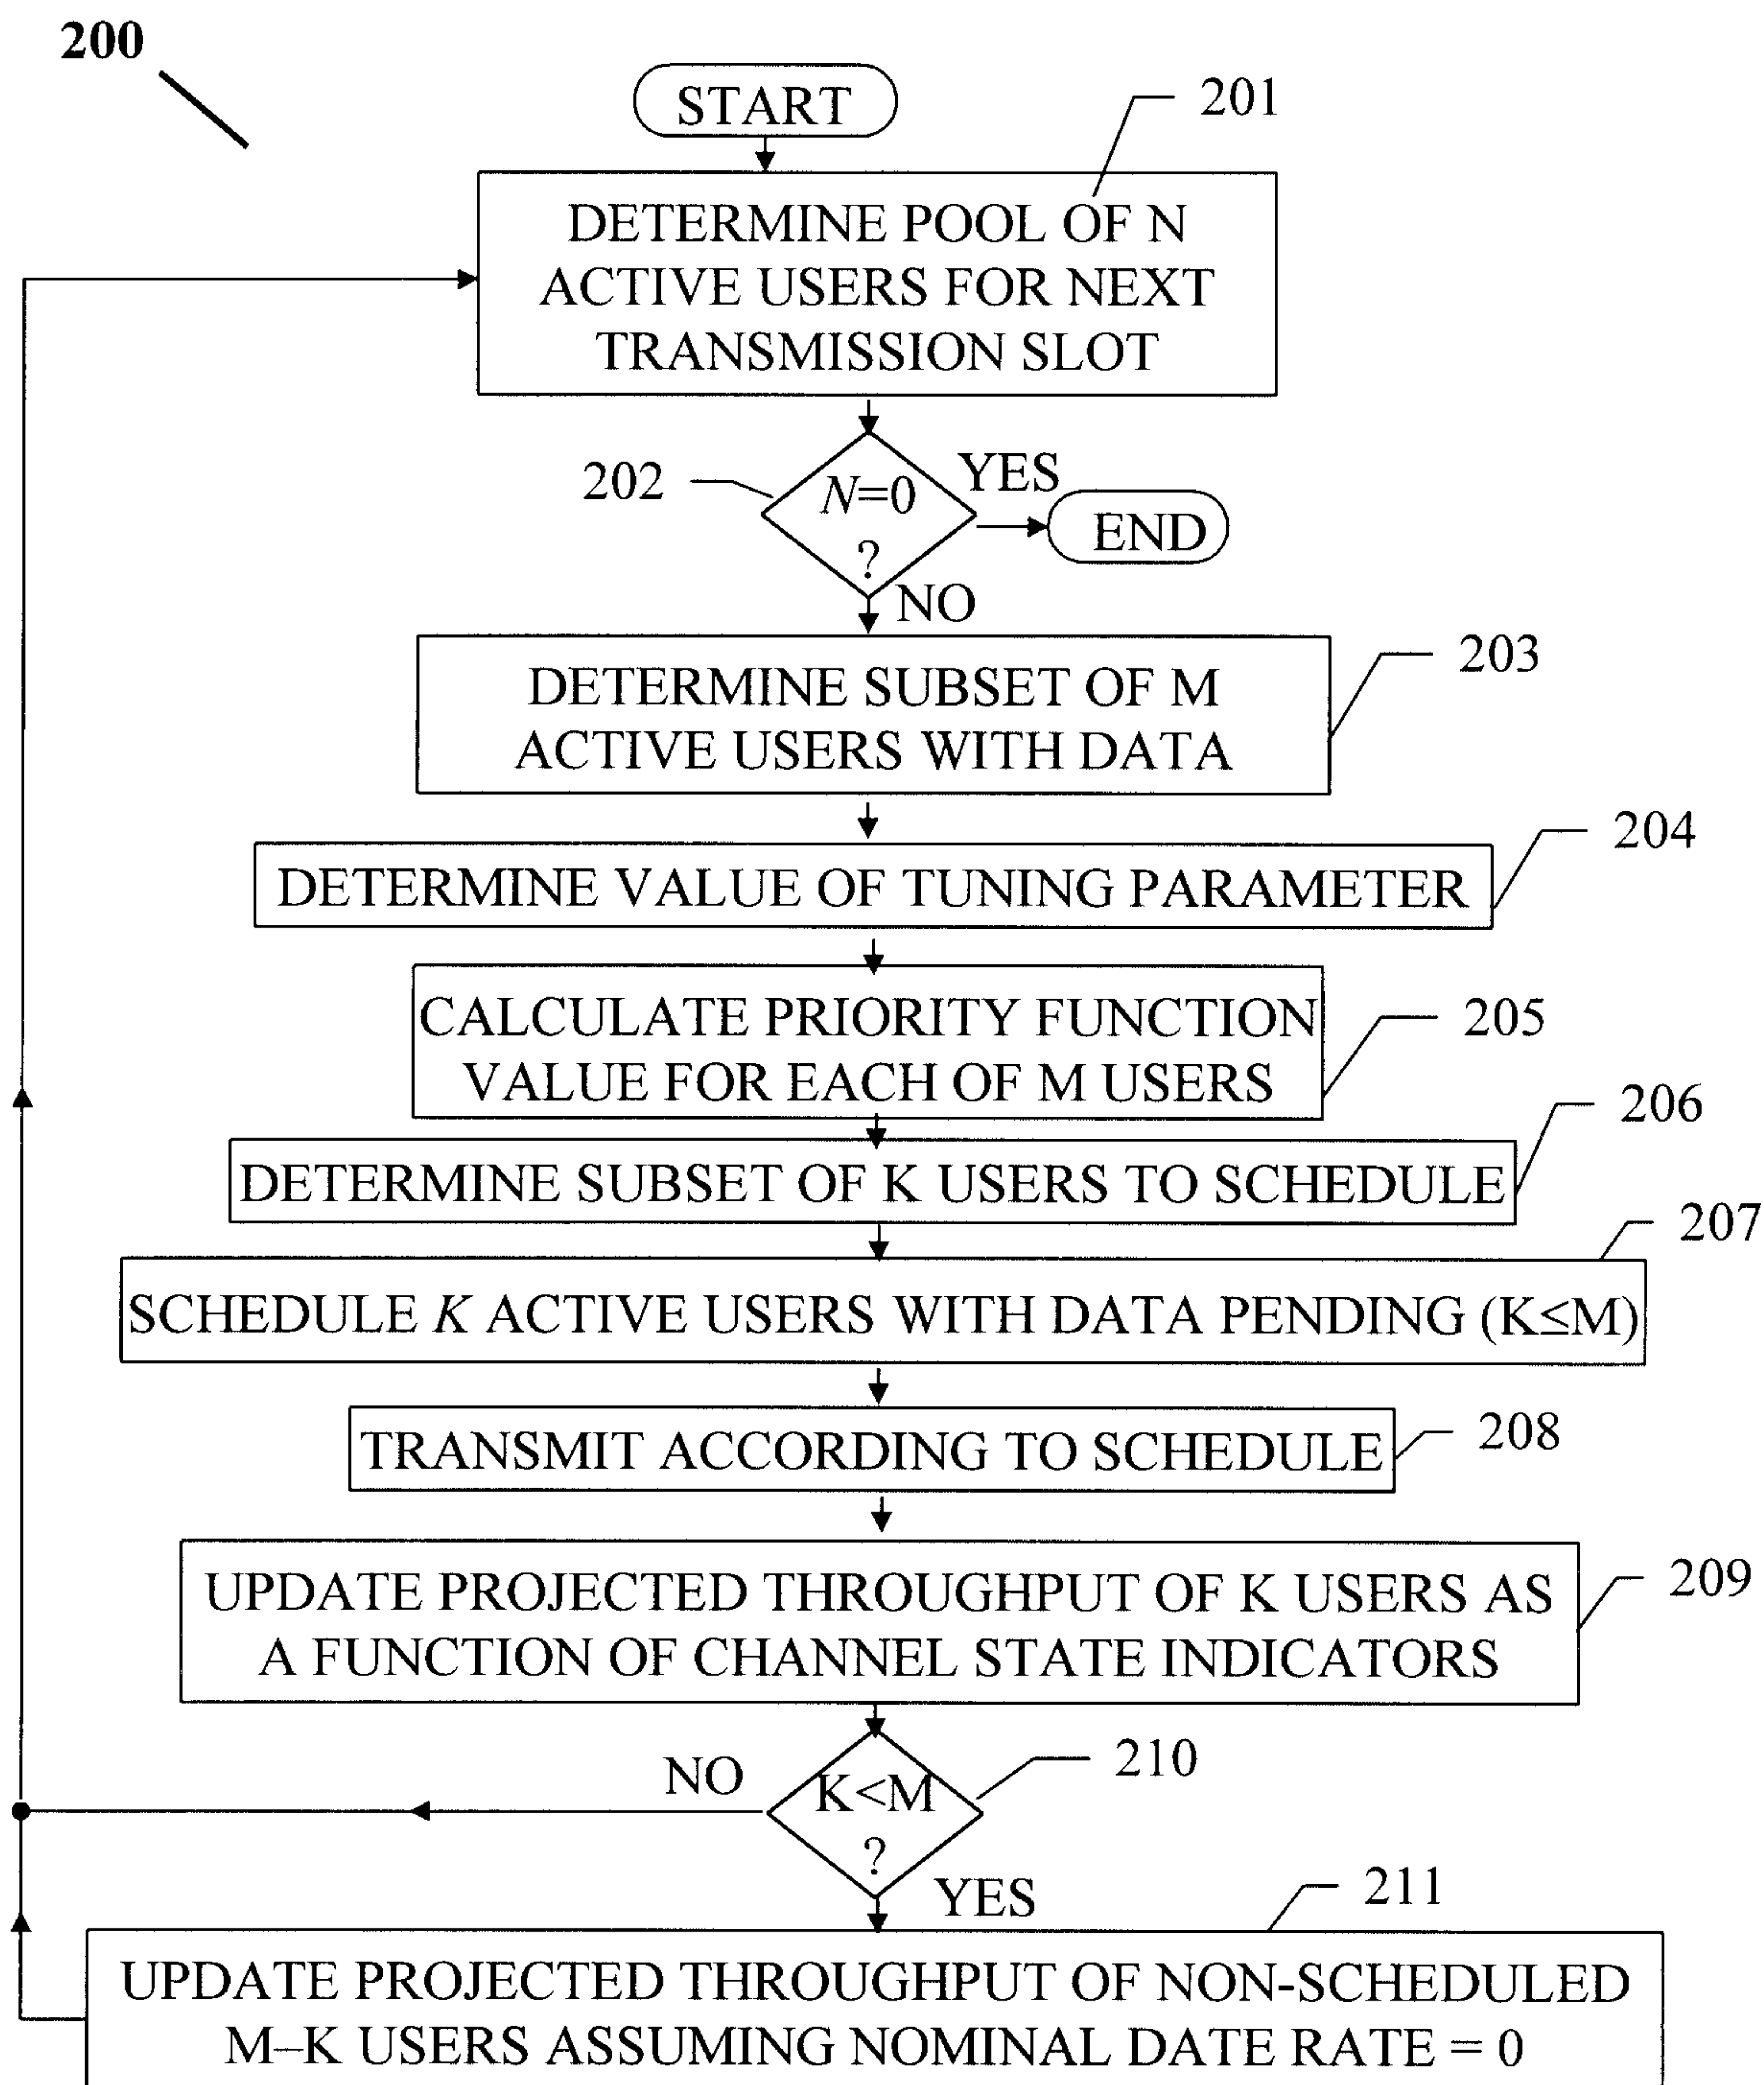 200
START
201
DETERMINE POOL OF N
ACTIVE USERS FOR NEXT
TRANSMISSION SLOT
202
N=0
?
YES
END
NO
203
DETERMINE SUBSET OF M
ACTIVE USERS WITH DATA
204
DETERMINE VALUE OF TUNING PARAMETER
205
CALCULATE PRIORITY FUNCTION
VALUE FOR EACH OF M USERS
206
DETERMINE SUBSET OF K USERS TO SCHEDULE
207
SCHEDULE K ACTIVE USERS WITH DATA PENDING (K≤M)
208
TRANSMIT ACCORDING TO SCHEDULE
209
UPDATE PROJECTED THROUGHPUT OF K USERS AS
A FUNCTION OF CHANNEL STATE INDICATORS
210
NO
K<M
?
YES
211
UPDATE PROJECTED THROUGHPUT OF NON-SCHEDULED
M–K USERS ASSUMING NOMINAL DATE RATE = 0